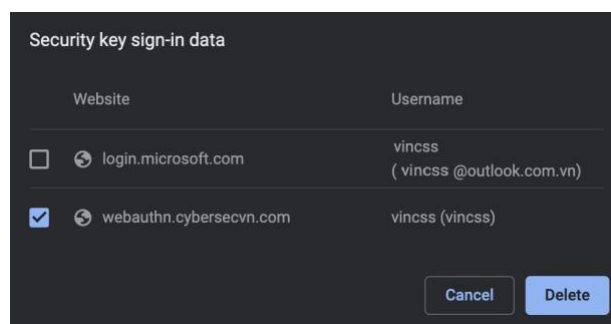 Security key sign-in data
Website Username
login.microsoft.com vincss
( vincss @outlook.com.vn)
webauthn.cybersecvn.com vincss (vincss)
Cancel Delete